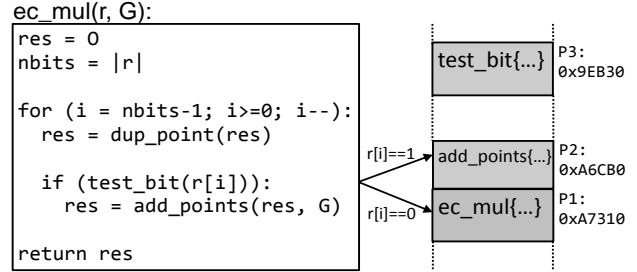 ec_mul(r, G):
res = O
nbits = |r|
for (i = nbits-1; i>=0; i--):
res = dup_point(res)
if (test_bit(r[i])):
res = add_points(res, G)
return res
r[i]==1
r[i]==0
test_bit{…}
P3:
0x9EB30
add_points{…}
P2:
0xA6CB0
ec_mul{…}
P1:
0xA7310